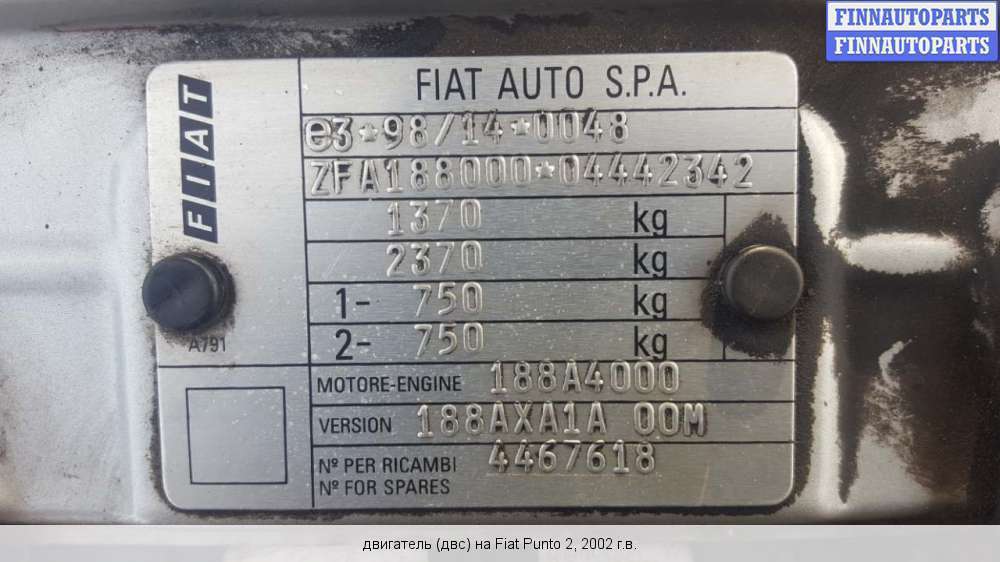 FINNAUTOPARTS
FINNAUTOPARTS
FIAT
FIAT AUTO S.P.A.
e3*98/14*0048
ZFA188000*04442342
1370 kg
2370 kg
1- 750 kg
2- 750 kg
A791
MOTORE-ENGINE 188A4000
VERSION 188AXA1A 00M
Nº PER RICAMBI 4467618
Nº FOR SPARES
двигатель (двс) на Fiat Punto 2, 2002 г.в.